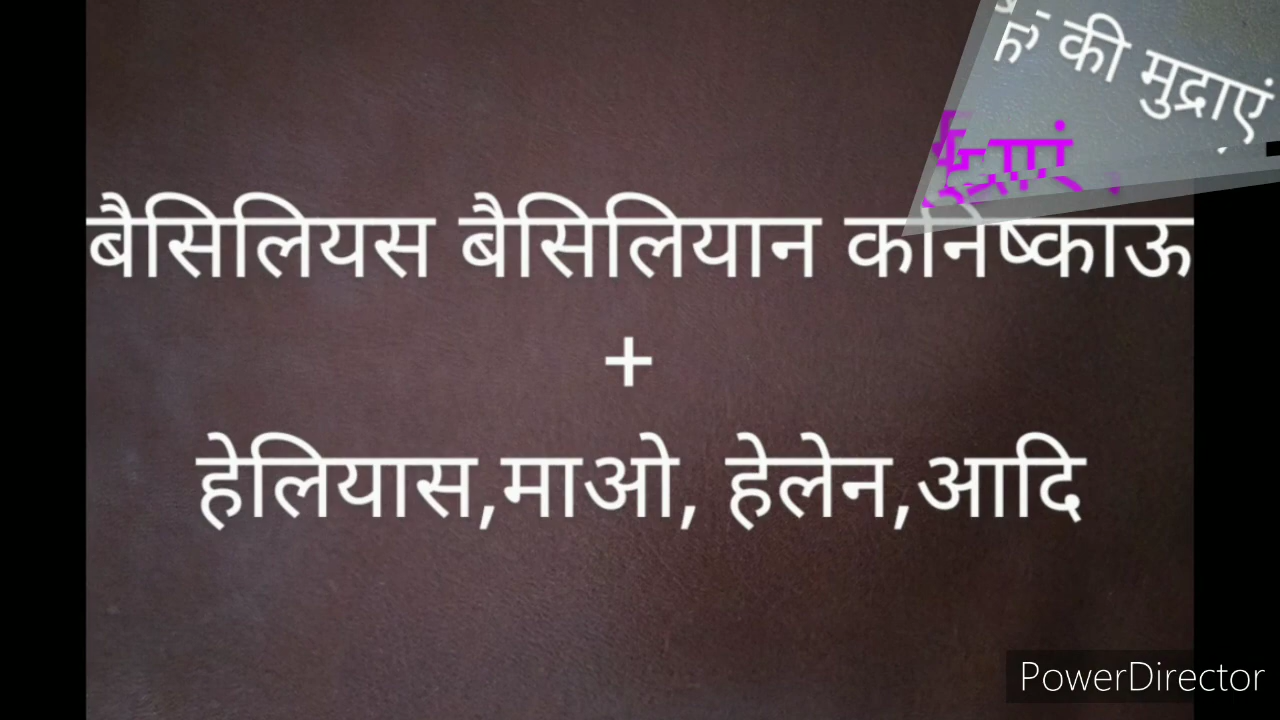 की मुद्राएं
बैसिलियस बैसिलियान कनिष्काऊ
+
हेलियास,माओ, हेलेन,आदि
PowerDirector